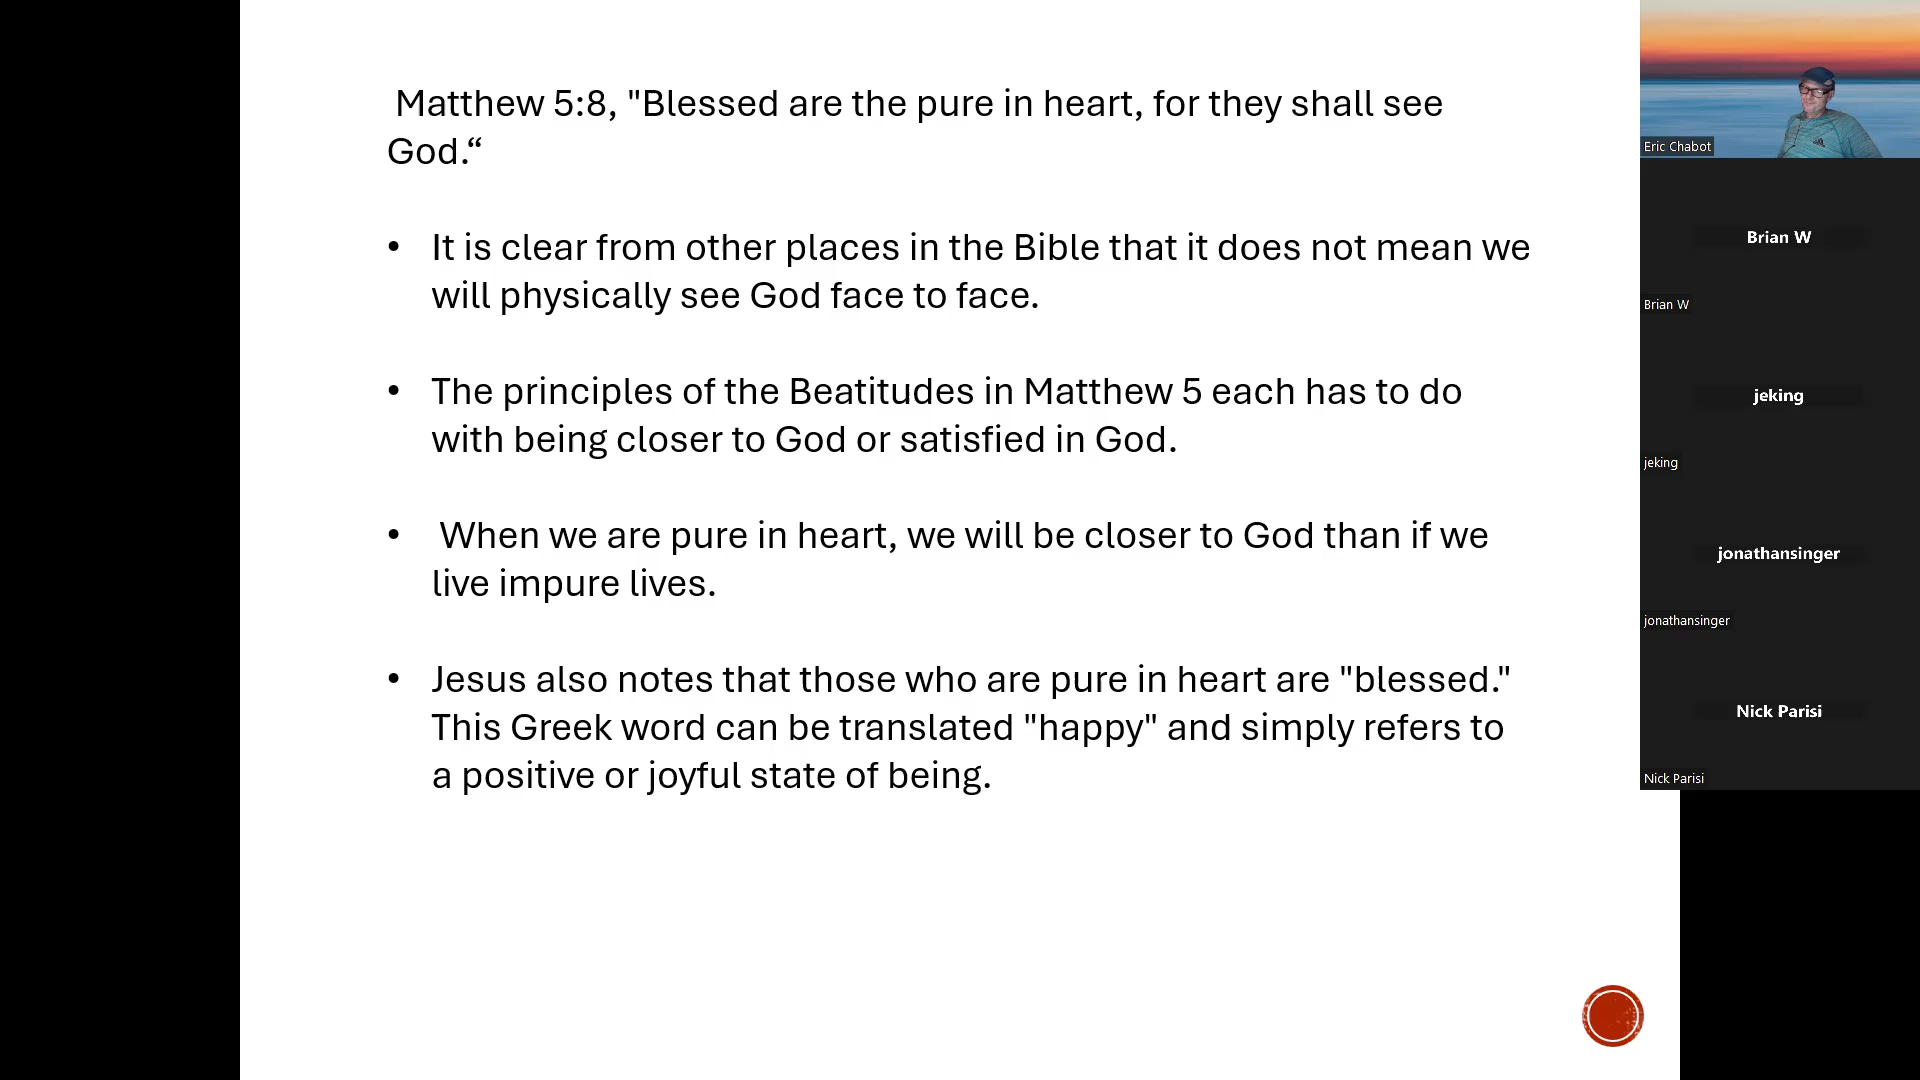 Matthew 5:8, "Blessed are the pure in heart, for they shall see
God.“
• It is clear from other places in the Bible that it does not mean we
will physically see God face to face.
• The principles of the Beatitudes in Matthew 5 each has to do
with being closer to God or satisfied in God.
• When we are pure in heart, we will be closer to God than if we
live impure lives.
• Jesus also notes that those who are pure in heart are "blessed."
This Greek word can be translated "happy" and simply refers to
a positive or joyful state of being.
Eric Chabot
Brian W
Brian W
jeking
jeking
jonathansinger
jonathansinger
Nick Parisi
Nick Parisi